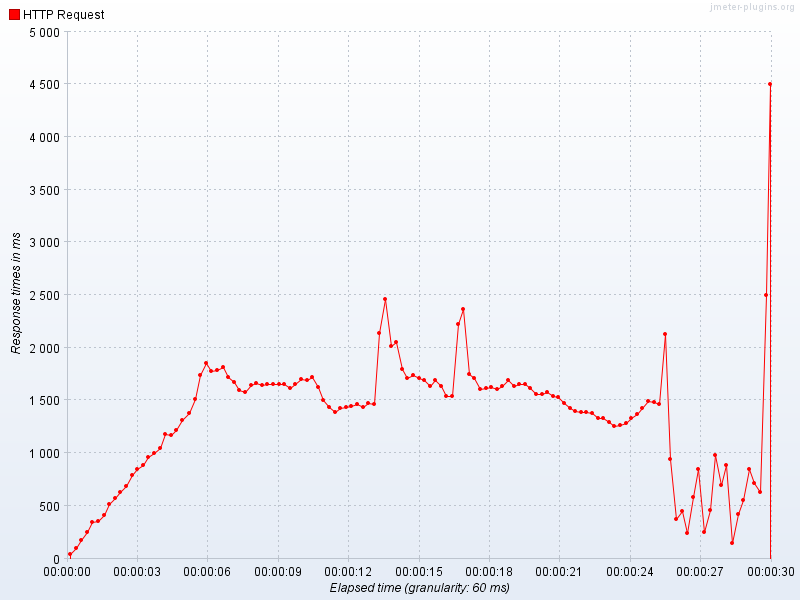 jmeter-plugins.org
HTTP Request
5 000
4 500
4 000
3 500
3 000
2 500
2 000
1 500
1 000
500
0
Response times in ms
00:00:00 00:00:03 00:00:06 00:00:09 00:00:12 00:00:15 00:00:18 00:00:21 00:00:24 00:00:27 00:00:30
Elapsed time (granularity: 60 ms)